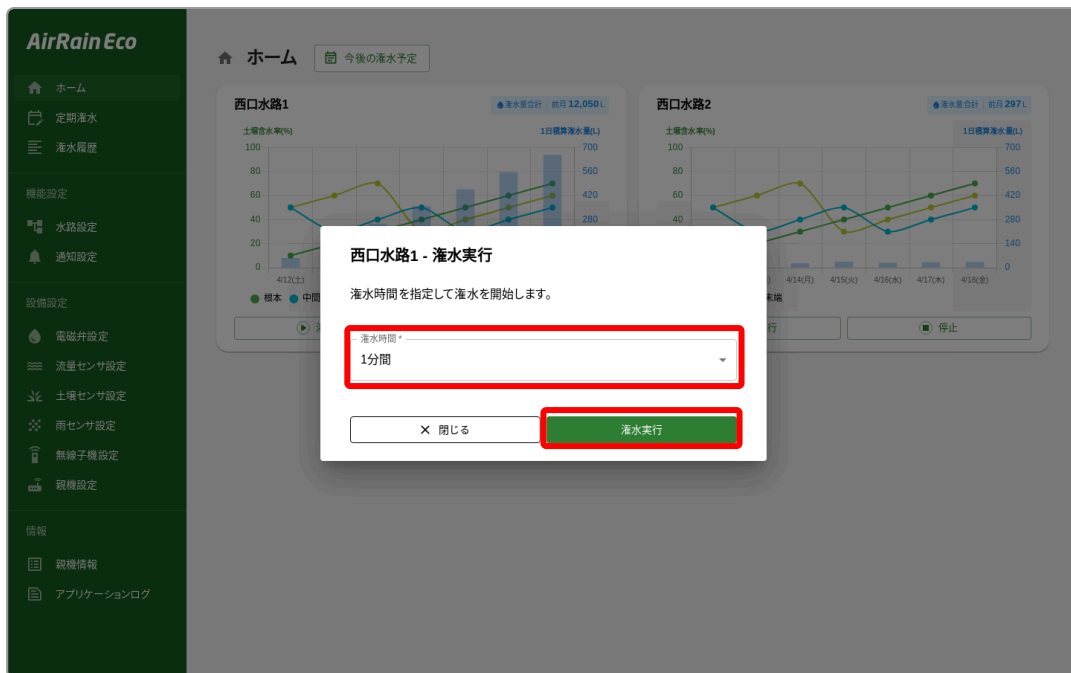 AirRain Eco
ホーム
定期潅水
潅水履歴
機能設定
水路設定
通知設定
設備設定
電磁弁設定
流量センサ設定
土壌センサ設定
雨センサ設定
無線子機設定
親機設定
情報
親機情報
アプリケーションログ
ホーム
今後の潅水予定
西口水路1
潅水量合計 前月 12,050 L
土壌含水率(%)
1日積算潅水量(L)
100
80
60
40
20
0
700
560
420
280
4/12(土)
根本
中間
西口水路2
潅水量合計 前月 297 L
土壌含水率(%)
1日積算潅水量(L)
100
80
60
40
700
560
420
280
140
0
4/14(月) 4/15(火) 4/16(水) 4/17(木) 4/18(金)
末端
行
停止
西口水路1 - 潅水実行
潅水時間を指定して潅水を開始します。
潅水時間 *
1分間
閉じる
潅水実行